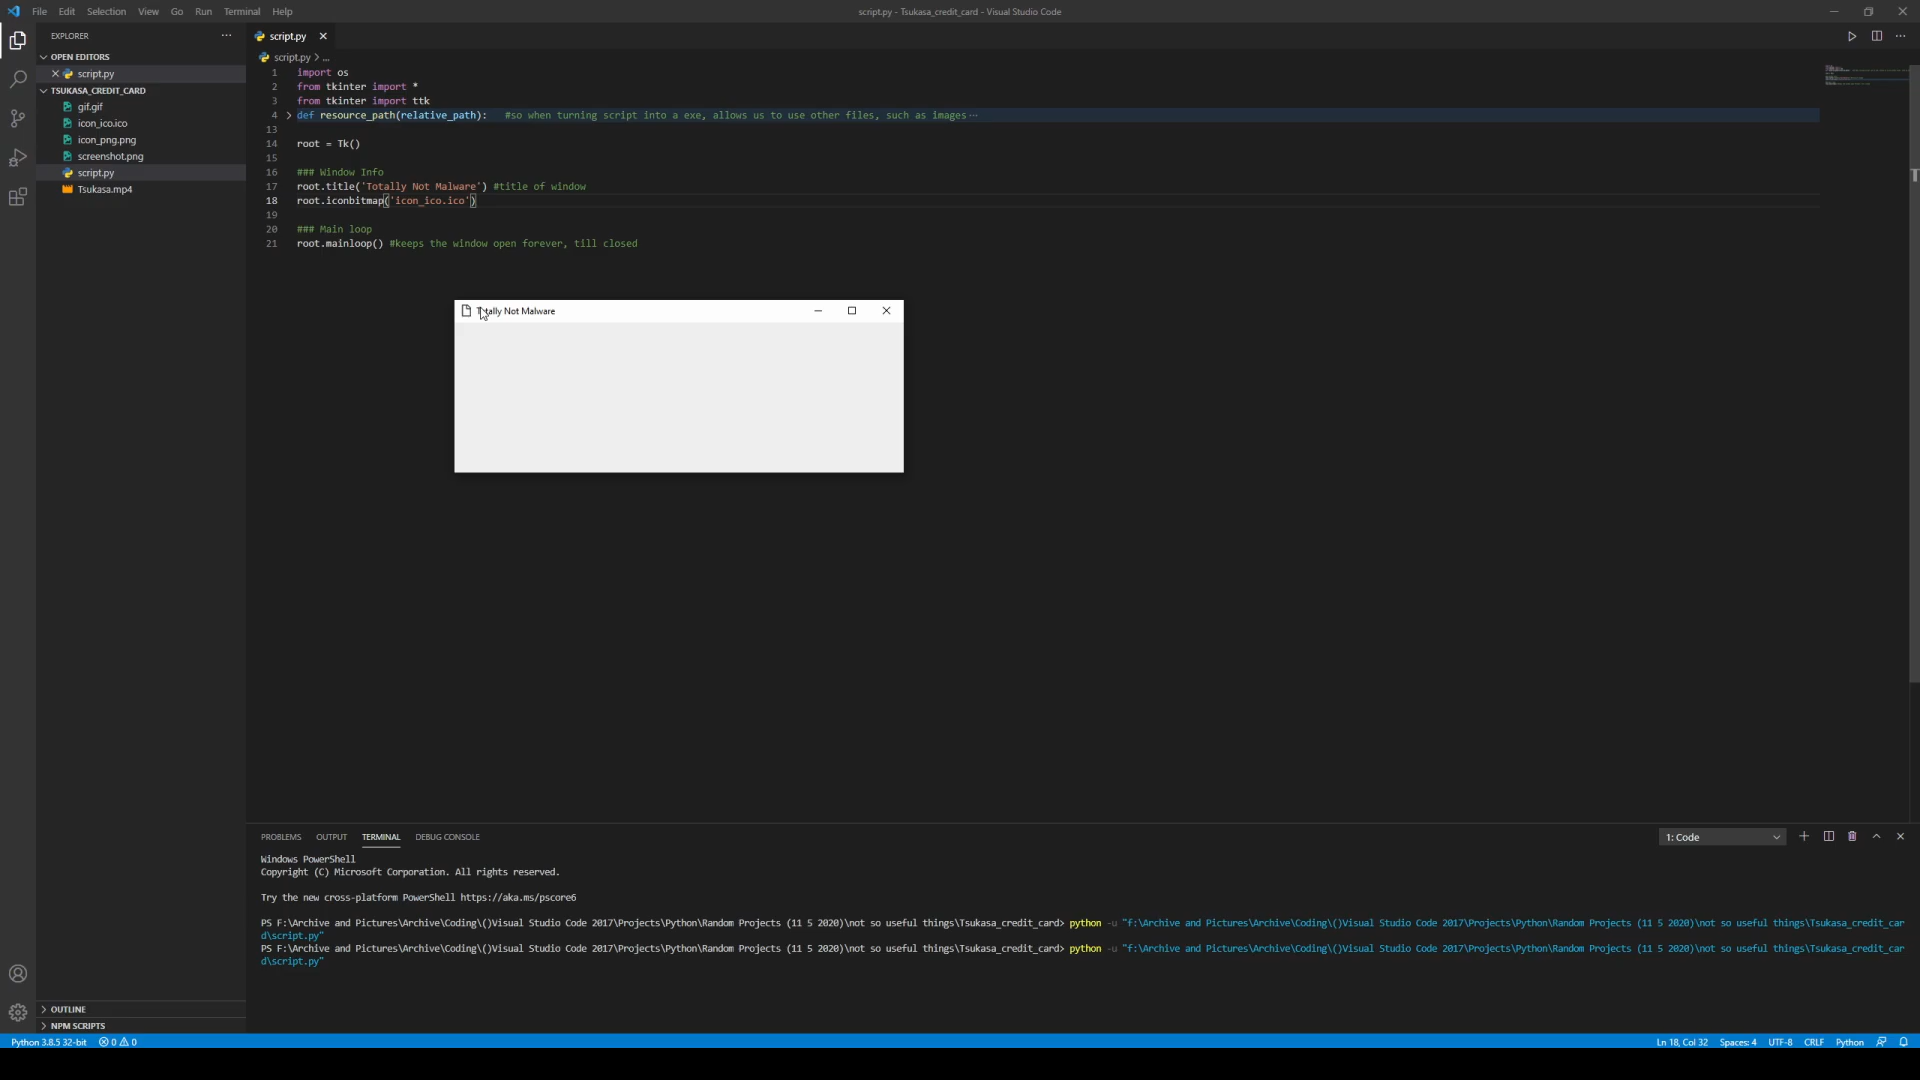 File Edit Selection View Go Run Terminal Help
script.py - Tsukasa_credit_card - Visual Studio Code
EXPLORER
OPEN EDITORS
script.py
TSUKASA_CREDIT_CARD
gif.gif
icon_ico.ico
icon_png.png
screenshot.png
script.py
Tsukasa.mp4
OUTLINE
NPM SCRIPTS
script.py
script.py > ...
1 import os
2 from tkinter import *
3 from tkinter import ttk
4 def resource_path(relative_path): #so when turning script into a exe, allows us to use other files, such as images ...
13
14 root = Tk()
15
16 ### Window Info
17 root.title('Totally Not Malware') #title of window
18 root.iconbitmap('icon_ico.ico')
19
20 ### Main loop
21 root.mainloop() #keeps the window open forever, till closed
Totally Not Malware
PROBLEMS OUTPUT TERMINAL DEBUG CONSOLE
1: Code
Windows PowerShell
Copyright (C) Microsoft Corporation. All rights reserved.
Try the new cross-platform PowerShell https://aka.ms/pscore6
PS F:\Archive and Pictures\Archive\Coding\()Visual Studio Code 2017\Projects\Python\Random Projects (11 5 2020)\not so useful things\Tsukasa_credit_card> python -u "f:\Archive and Pictures\Archive\Coding\()Visual Studio Code 2017\Projects\Python\Random Projects (11 5 2020)\not so useful things\Tsukasa_credit_car
d\script.py"
PS F:\Archive and Pictures\Archive\Coding\()Visual Studio Code 2017\Projects\Python\Random Projects (11 5 2020)\not so useful things\Tsukasa_credit_card> python -u "f:\Archive and Pictures\Archive\Coding\()Visual Studio Code 2017\Projects\Python\Random Projects (11 5 2020)\not so useful things\Tsukasa_credit_car
d\script.py"
Python 3.8.5 32-bit 0 0
Ln 18, Col 32 Spaces: 4 UTF-8 CRLF Python